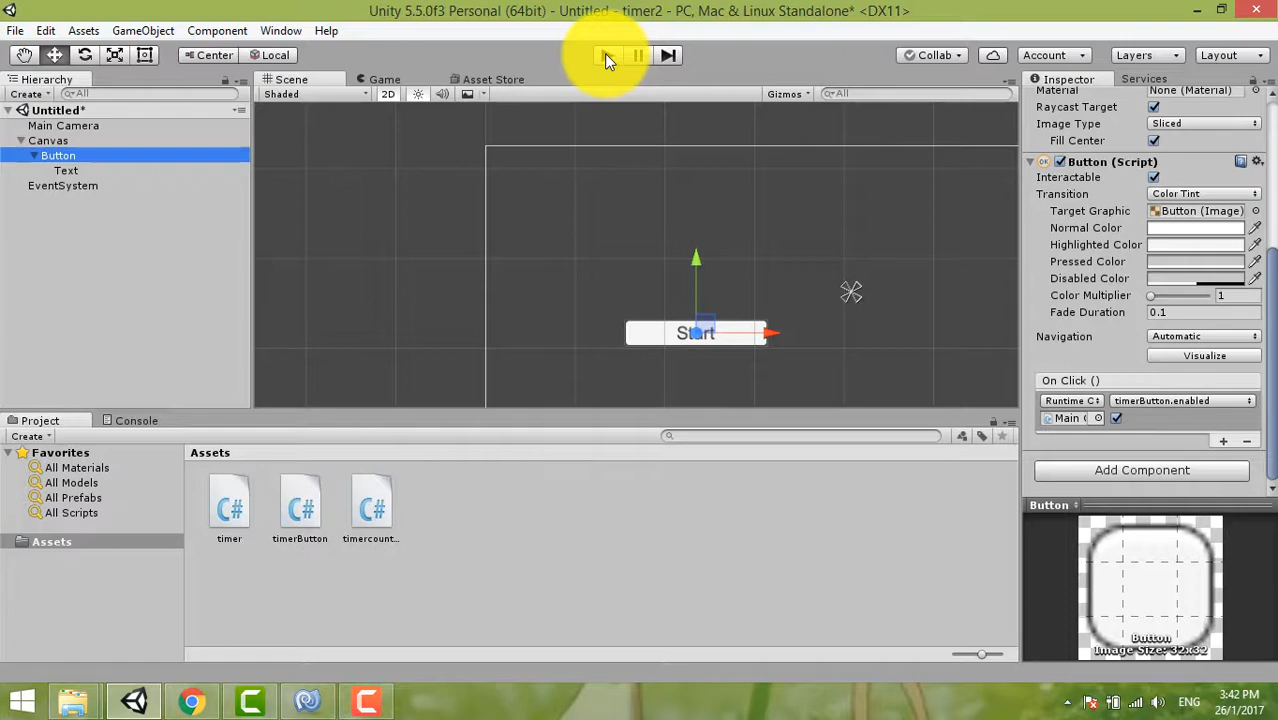 Unity 5.5.0f3 Personal (64bit) - Untitled - timer2 - PC, Mac & Linux Standalone* <DX11>
File Edit Assets GameObject Component Window Help
Center Local Collab Account Layers Layout
Hierarchy
Create All
Untitled*
Main Camera
Canvas
Button
Text
EventSystem
Scene Game Asset Store
Shaded 2D Gizmos All
Start
Inspector Services
Material None (Material)
Raycast Target
Image Type Sliced
Fill Center
Button (Script)
Interactable
Transition Color Tint
Target Graphic Button (Image)
Normal Color
Highlighted Color
Pressed Color
Disabled Color
Color Multiplier 1
Fade Duration 0.1
Navigation Automatic
Visualize
On Click ()
Runtime C timerButton.enabled
Main C
Add Component
Button
Button
Image Size: 32x32
Project Console
Create
Favorites
All Materials
All Models
All Prefabs
All Scripts
Assets
Assets
timer timerButton timercount...
ENG
3:42 PM
26/1/2017